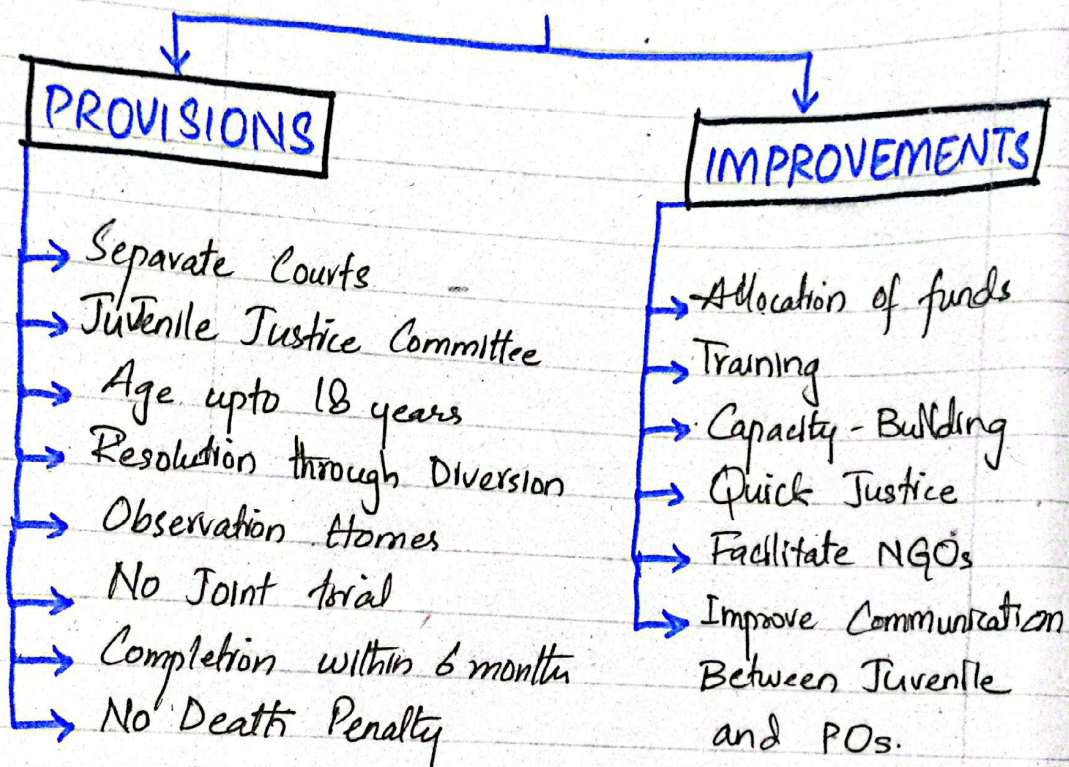 PROVISIONS
Separate Courts
Juvenile Justice Committee
Age upto 18 years
Resolution through Diversion
Observation Homes
No Joint trial
Completion within 6 month
No Death Penalty
IMPROVEMENTS
Allocation of funds
Training
Capacity - Building
Quick Justice
Facilitate NGOs
Improve Communication
Between Juvenile
and POs.